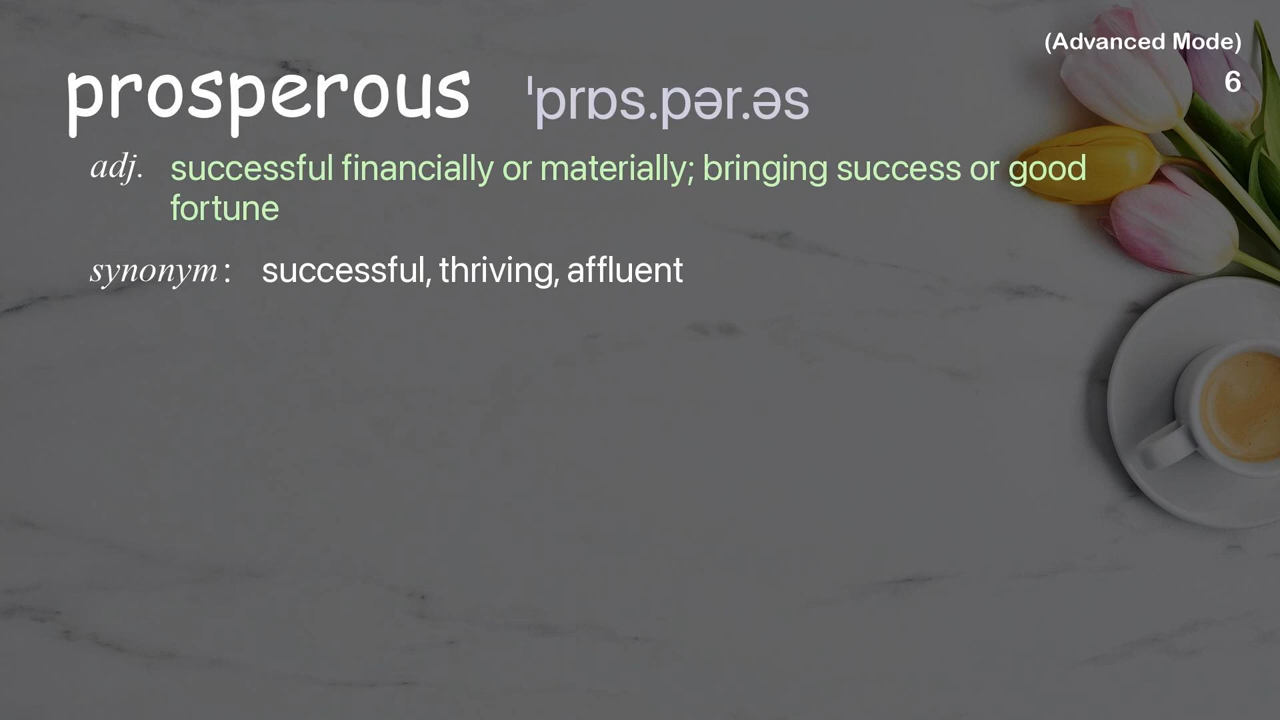 (Advanced Mode)
6
prosperous ˈprɒs.pər.əs
adj. successful financially or materially; bringing success or good
fortune
synonym: successful, thriving, affluent